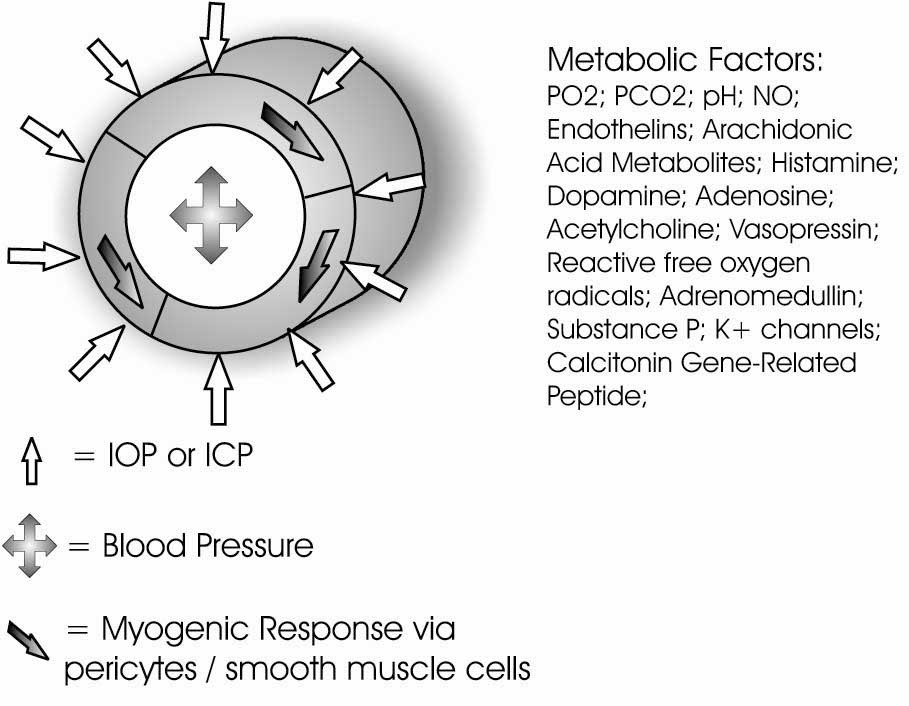 Metabolic Factors:
PO2; PCO2; pH; NO;
Endothelins; Arachidonic
Acid Metabolites; Histamine;
Dopamine; Adenosine;
Acetylcholine; Vasopressin;
Reactive free oxygen
radicals; Adrenomedullin;
Substance P; K+ channels;
Calcitonin Gene-Related
Peptide;
= IOP or ICP
= Blood Pressure
= Myogenic Response via
pericytes / smooth muscle cells